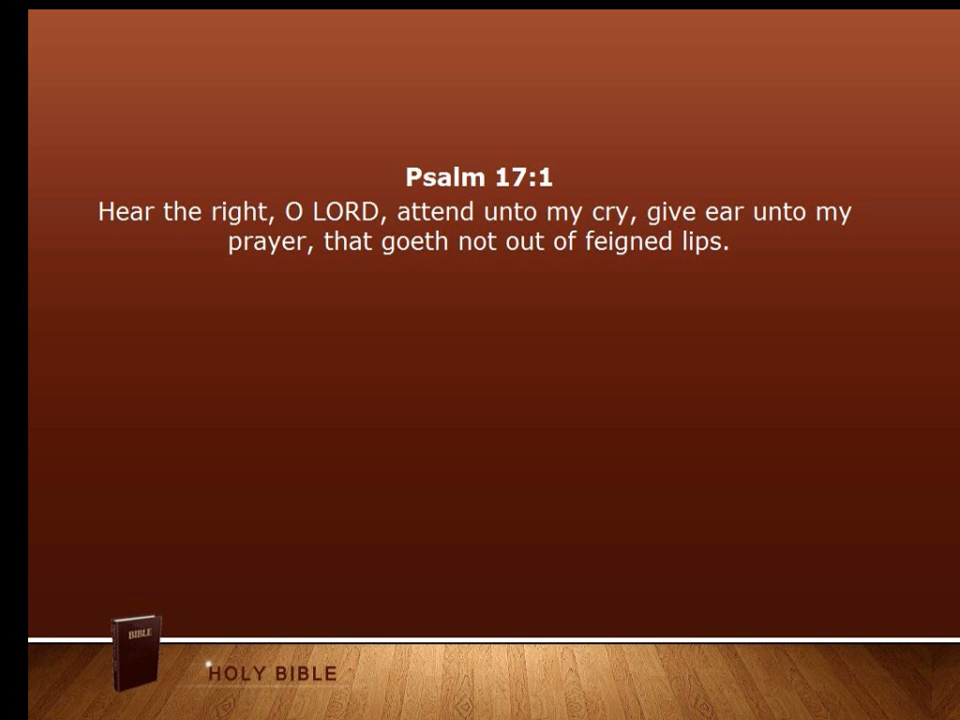 Psalm 17:1
Hear the right, O LORD, attend unto my cry, give ear unto my
prayer, that goeth not out of feigned lips.
BIBLE
HOLY BIBLE